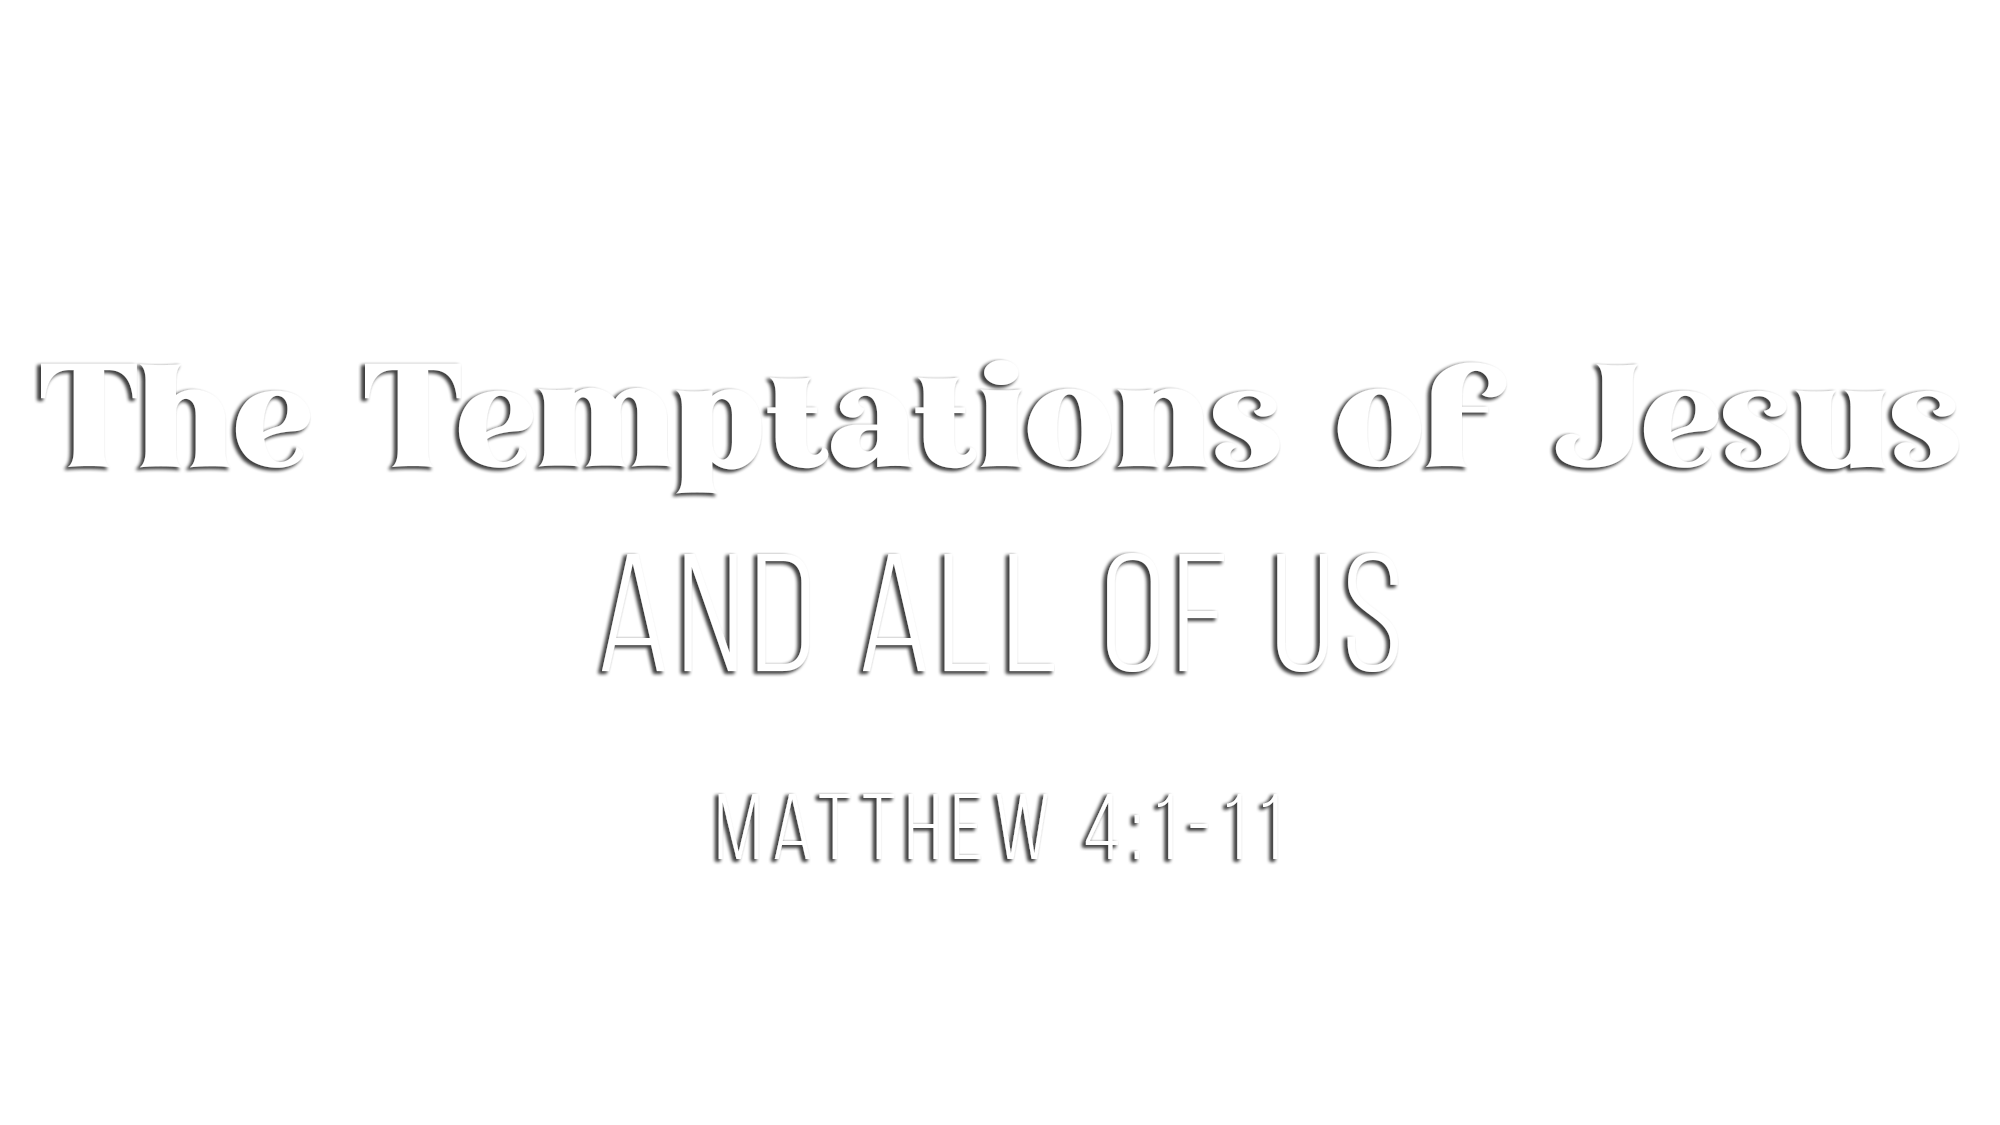 The Temptations of Jesus
AND ALL OF US
MATTHEW 4:1-11